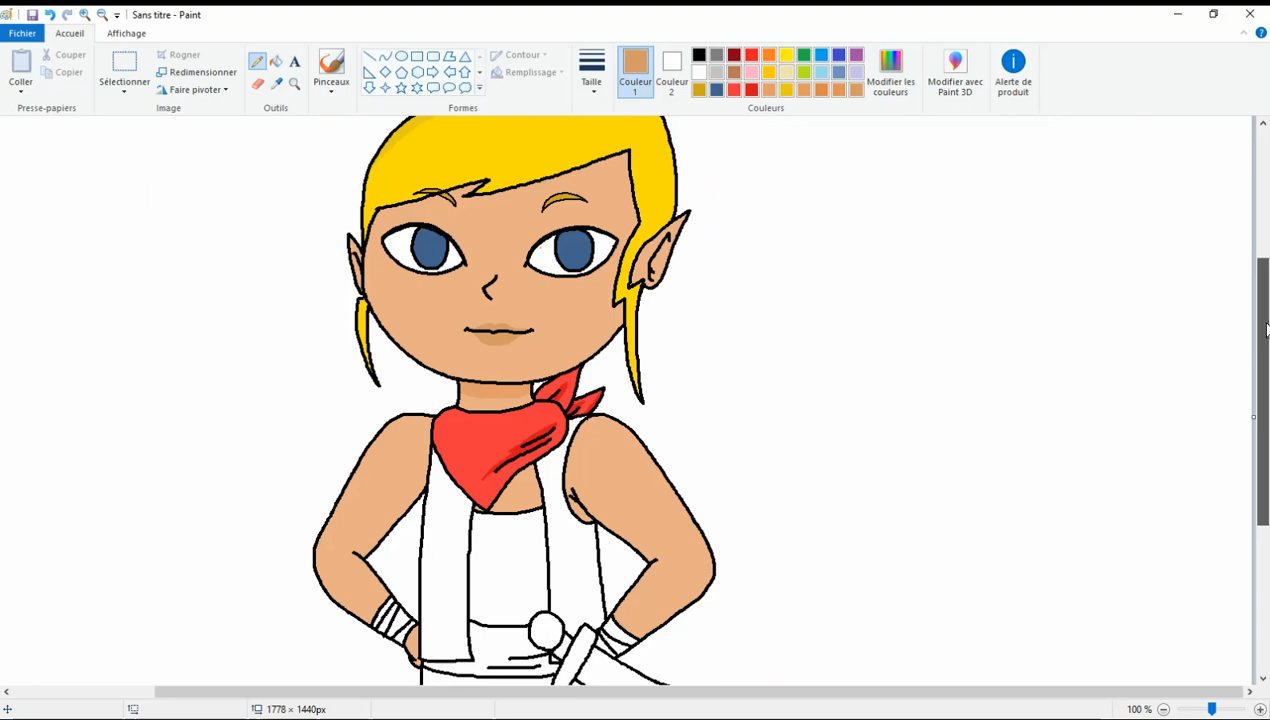 Sans titre - Paint
Fichier Accueil Affichage
Coller
Presse-papiers
Couper
Copier
Sélectionner
Rogner
Redimensionner
Faire pivoter
Image
A
Outils
Pinceaux
Contour
Remplissage
Formes
Taille
Couleur 1
Couleur 2
Modifier les couleurs
Couleurs
Modifier avec Paint 3D
Alerte de produit
1778 × 1440px
100 %